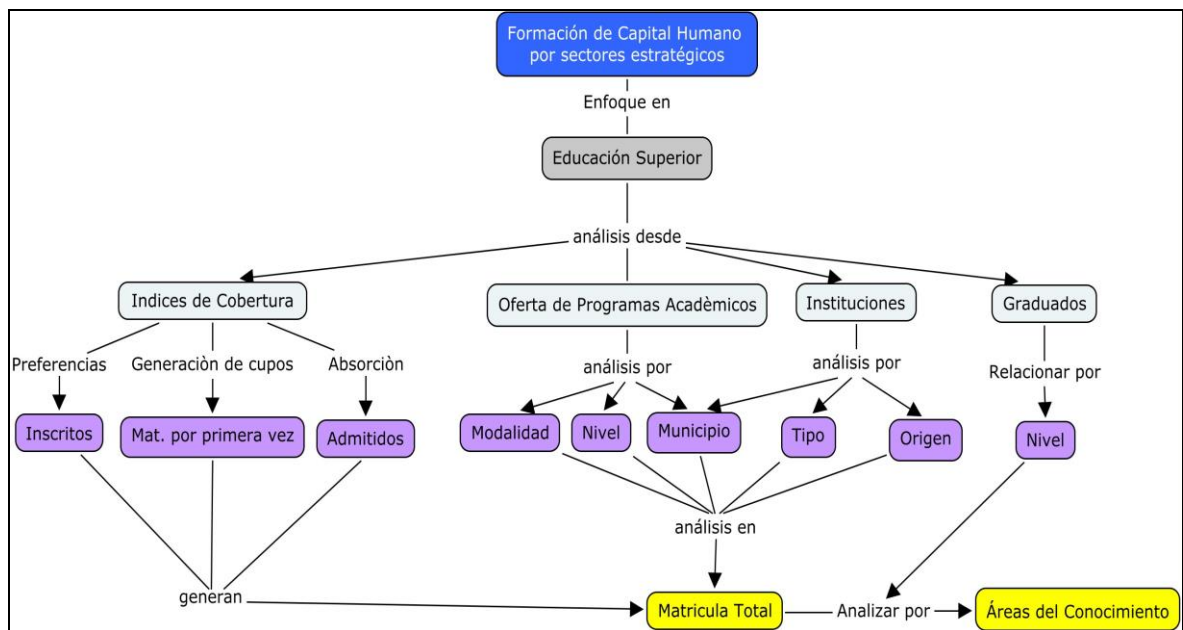 Formación de Capital Humano
por sectores estratégicos
Enfoque en
Educación Superior
análisis desde
Indices de Cobertura
Oferta de Programas Acadèmicos
Instituciones
Graduados
Preferencias
Generaciòn de cupos
Absorciòn
análisis por
análisis por
Relacionar por
Inscritos
Mat. por primera vez
Admitidos
Modalidad
Nivel
Municipio
Tipo
Origen
Nivel
análisis en
generan
Matricula Total
Analizar por
Áreas del Conocimiento